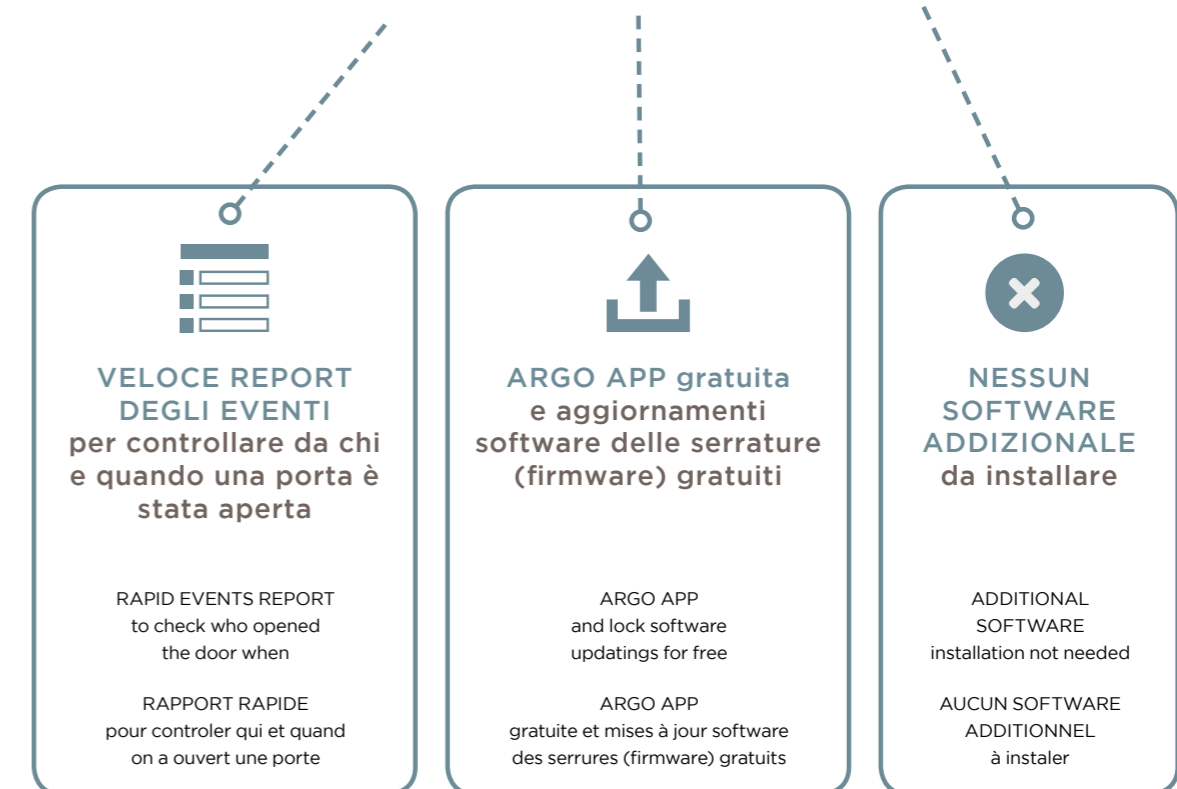 VELOCE REPORT
DEGLI EVENTI
per controllare da chi
e quando una porta è
stata aperta
RAPID EVENTS REPORT
to check who opened
the door when
RAPPORT RAPIDE
pour controler qui et quand
on a ouvert une porte
ARGO APP gratuita
e aggiornamenti
software delle serrature
(firmware) gratuiti
ARGO APP
and lock software
updatings for free
ARGO APP
gratuite et mises à jour software
des serrures (firmware) gratuits
NESSUN
SOFTWARE
ADDIZIONALE
da installare
ADDITIONAL
SOFTWARE
installation not needed
AUCUN SOFTWARE
ADDITIONNEL
à instaler